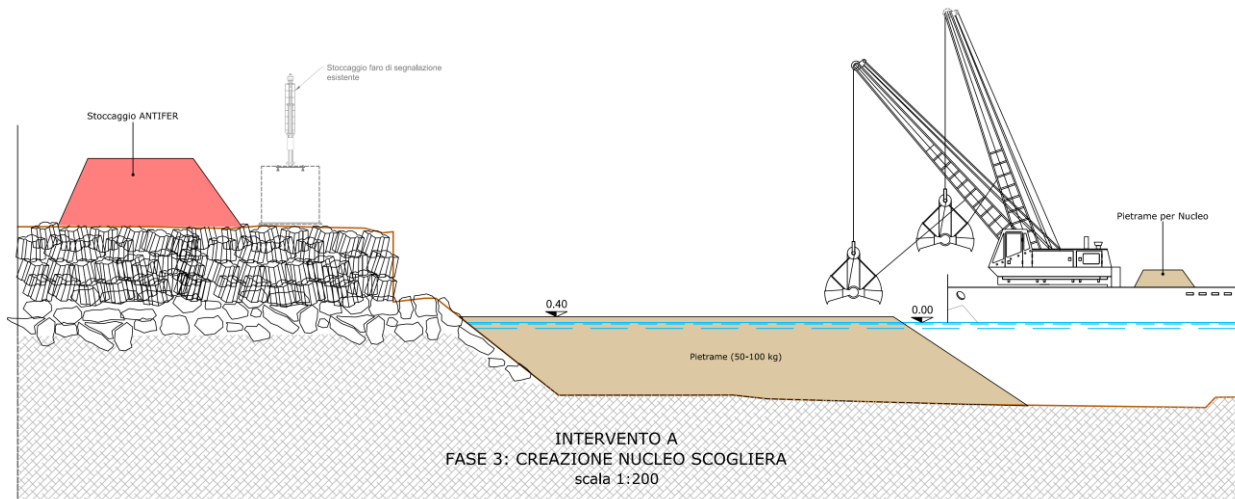 Stoccaggio faro di segnalazione
esistente
Stoccaggio ANTIFER
Pietrame per Nucleo
0,40
0.00
Pietrame (50-100 kg)
INTERVENTO A
FASE 3: CREAZIONE NUCLEO SCOGLIERA
scala 1:200